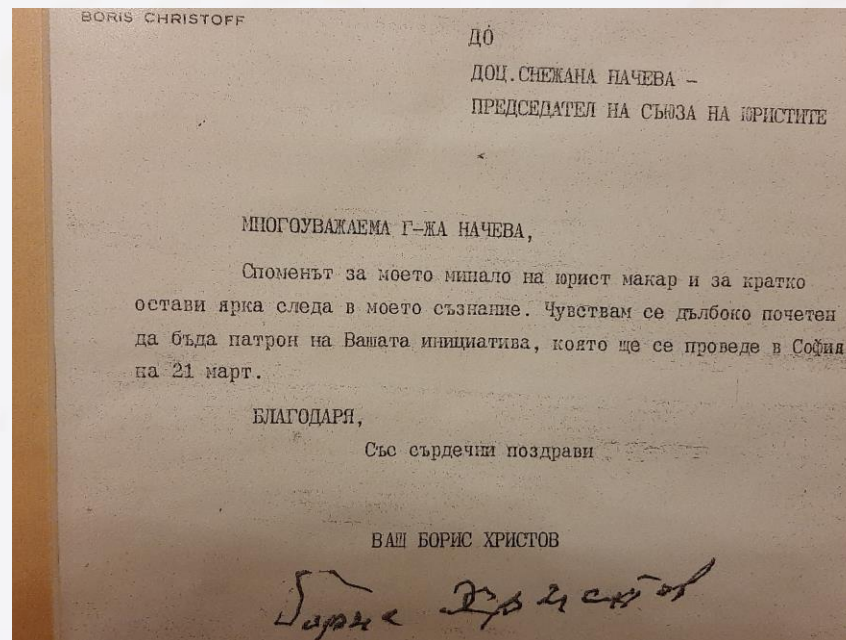 BORIS CHRISTOFF
ДО
ДОЦ. СНЕЖАНА НАЧЕВА –
ПРЕДСЕДАТЕЛ НА СЪЮЗА НА ЮРИСТИТЕ
МНОГОУВАЖАЕМА Г-ЖА НАЧЕВА,
Споменът за моето минало на юрист макар и за кратко
остави ярка следа в моето съзнание. Чувствам се дълбоко почетен
да бъда патрон на Вашата инициатива, която ще се проведе в София
на 21 март.
БЛАГОДАРЯ,
Със сърдечни поздрави
ВАШ БОРИС ХРИСТОВ
Борис Христов